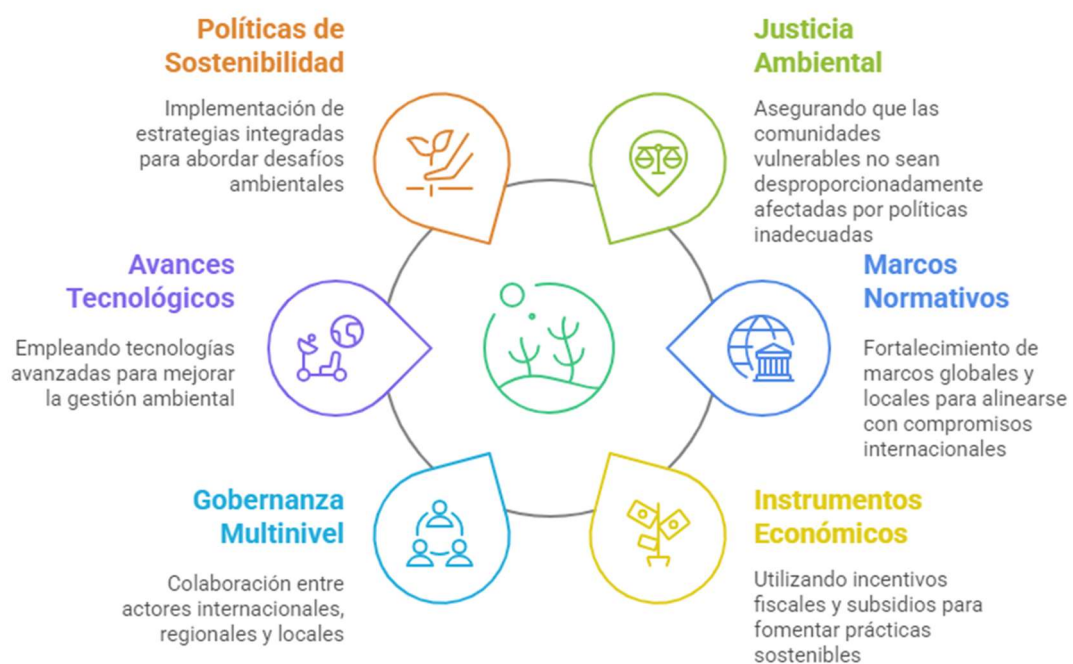 Políticas de
Sostenibilidad
Implementación de
estrategias integradas
para abordar desafíos
ambientales
Justicia
Ambiental
Asegurando que las
comunidades
vulnerables no sean
desproporcionadamente
afectadas por políticas
inadecuadas
Avances
Tecnológicos
Empleando tecnologías
avanzadas para mejorar
la gestión ambiental
Marcos
Normativos
Fortalecimiento de
marcos globales y
locales para alinearse
con compromisos
internacionales
Gobernanza
Multinivel
Colaboración entre
actores internacionales,
regionales y locales
Instrumentos
Económicos
Utilizando incentivos
fiscales y subsidios para
fomentar prácticas
sostenibles